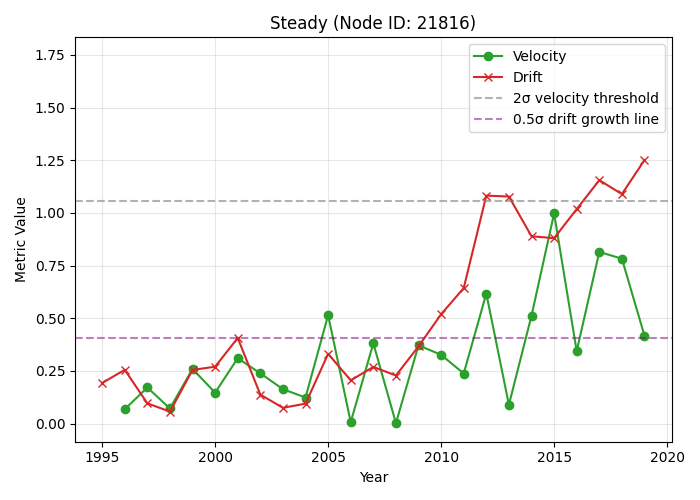 Steady (Node ID: 21816)
Velocity
Drift
2σ velocity threshold
0.5σ drift growth line
Metric Value
1.75
1.50
1.25
1.00
0.75
0.50
0.25
0.00
1995
2000
2005
2010
2015
2020
Year